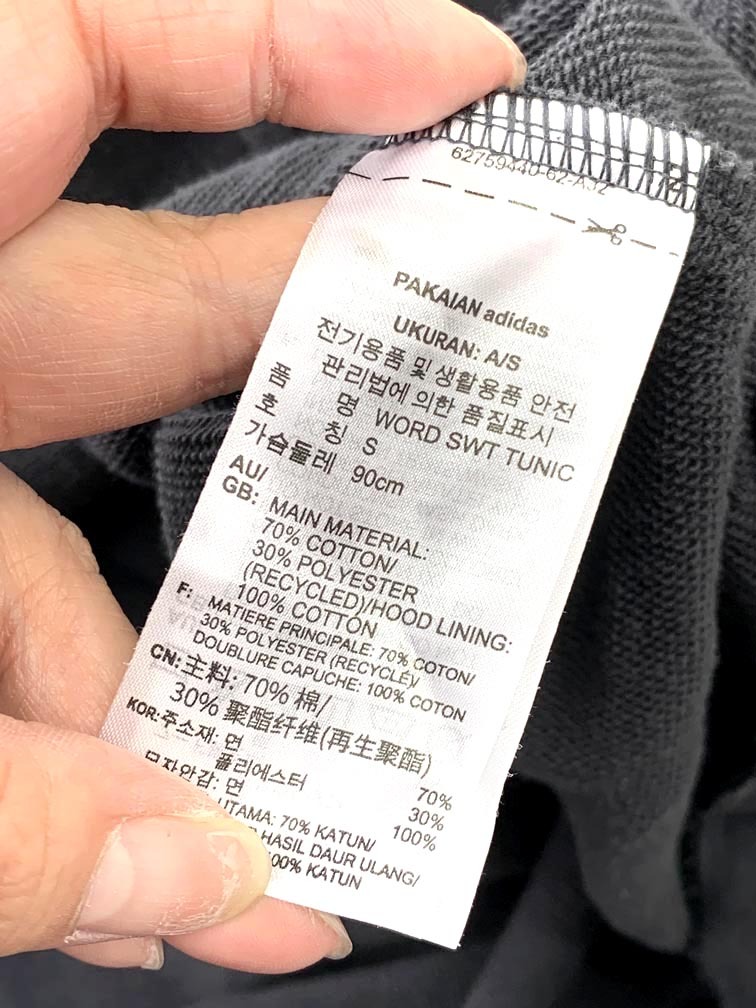 62759440-62-A32
PAKAIAN adidas
UKURAN: A/S
전기용품 및 생활용품 안전
관리법에 의한 품질표시
품 명 WORD SWT TUNIC
호 칭 S
가슴둘레 90cm
AU/
GB: MAIN MATERIAL:
70% COTTON/
30% POLYESTER
(RECYCLED)/HOOD LINING:
100% COTTON
F: MATIERE PRINCIPALE: 70% COTON/
30% POLYESTER (RECYCLÉ)/
DOUBLURE CAPUCHE: 100% COTON
CN: 主料: 70% 棉/
30% 聚酯纤维(再生聚酯)
KOR: 주소재: 면 70%
폴리에스터 30%
모자안감: 면 100%
UTAMA: 70% KATUN/
HASIL DAUR ULANG/
100% KATUN